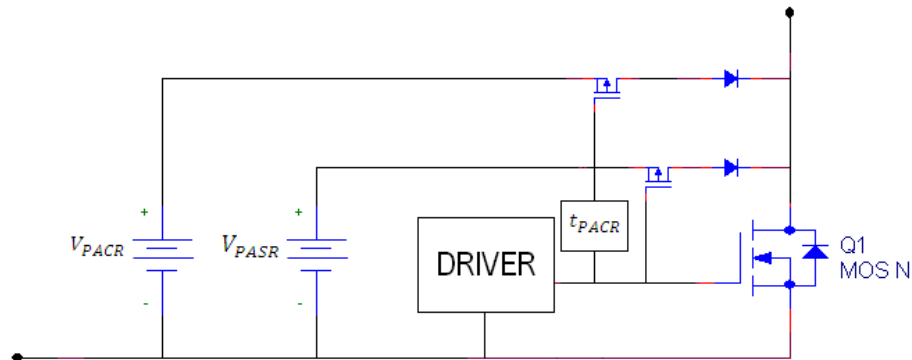 +
+
t_PACR
V_PACR
V_PASR
DRIVER
Q1
MOS N
-
-